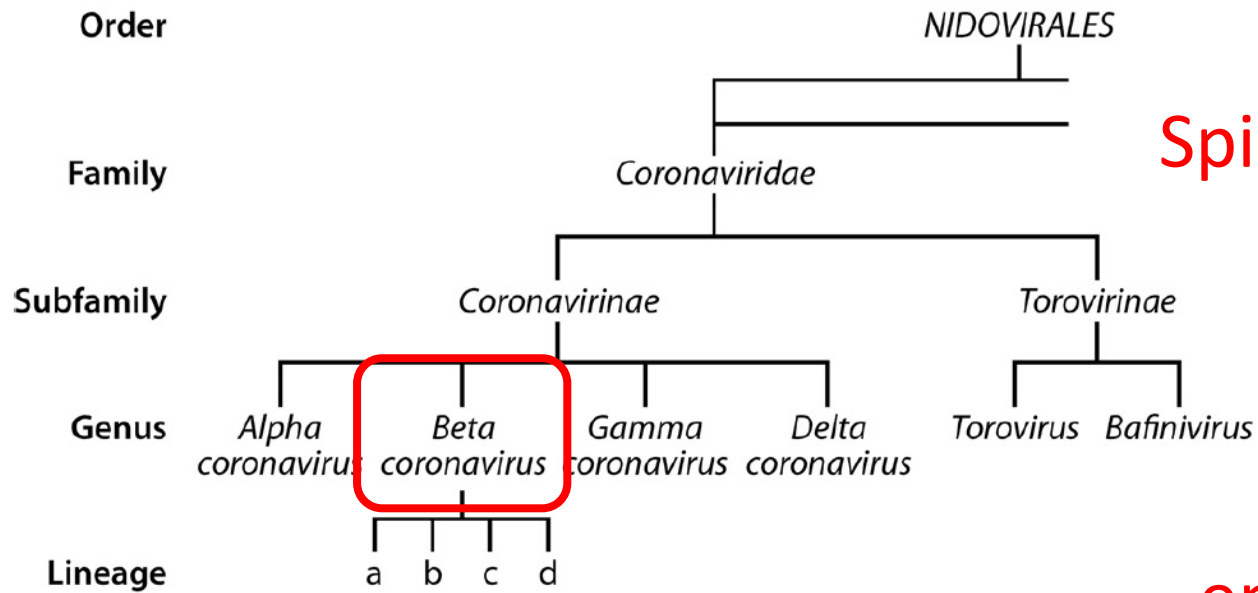 Order NIDOVIRALES
Spi
Family Coronaviridae
Subfamily Coronavirinae Torovirinae
Genus Alpha Beta Gamma Delta Torovirus Bafinivirus
coronavirus coronavirus coronavirus coronavirus
Lineage a b c d